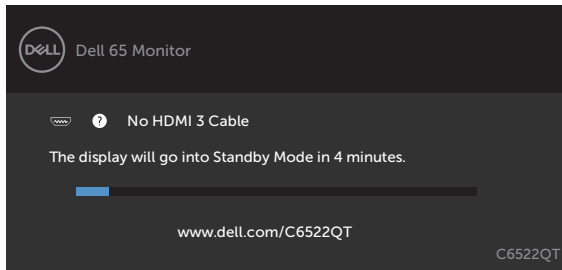 DELL
Dell 65 Monitor
? No HDMI 3 Cable
The display will go into Standby Mode in 4 minutes.
www.dell.com/C6522QT
C6522QT